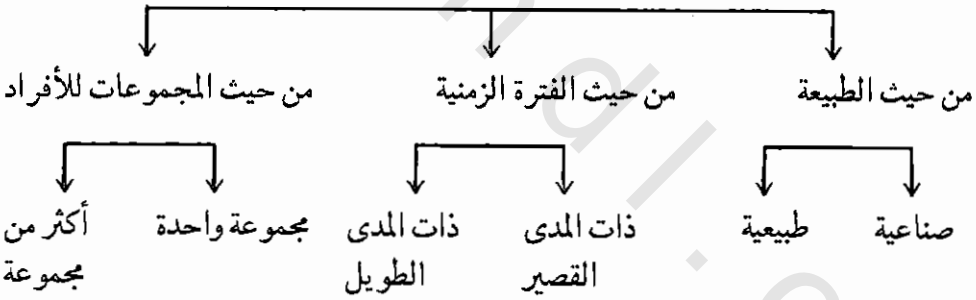 من حيث الطبيعة
من حيث الفترة الزمنية
من حيث المجموعات للأفراد
صناعية
طبيعية
ذات المدى
القصير
ذات المدى
الطويل
مجموعة واحدة
أكثر من
مجموعة